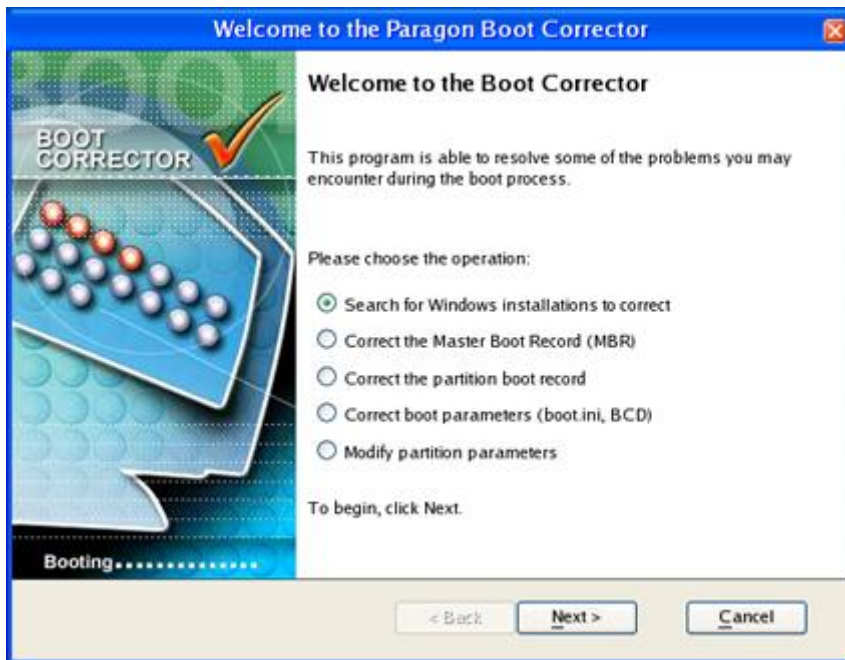 Welcome to the Paragon Boot Corrector
BOOT
BOOT
CORRECTOR
Welcome to the Boot Corrector
This program is able to resolve some of the problems you may
encounter during the boot process.
Please choose the operation:
Search for Windows installations to correct
Correct the Master Boot Record (MBR)
Correct the partition boot record
Correct boot parameters (boot.ini, BCD)
Modify partition parameters
To begin, click Next.
Booting...............
< Back
Next >
Cancel